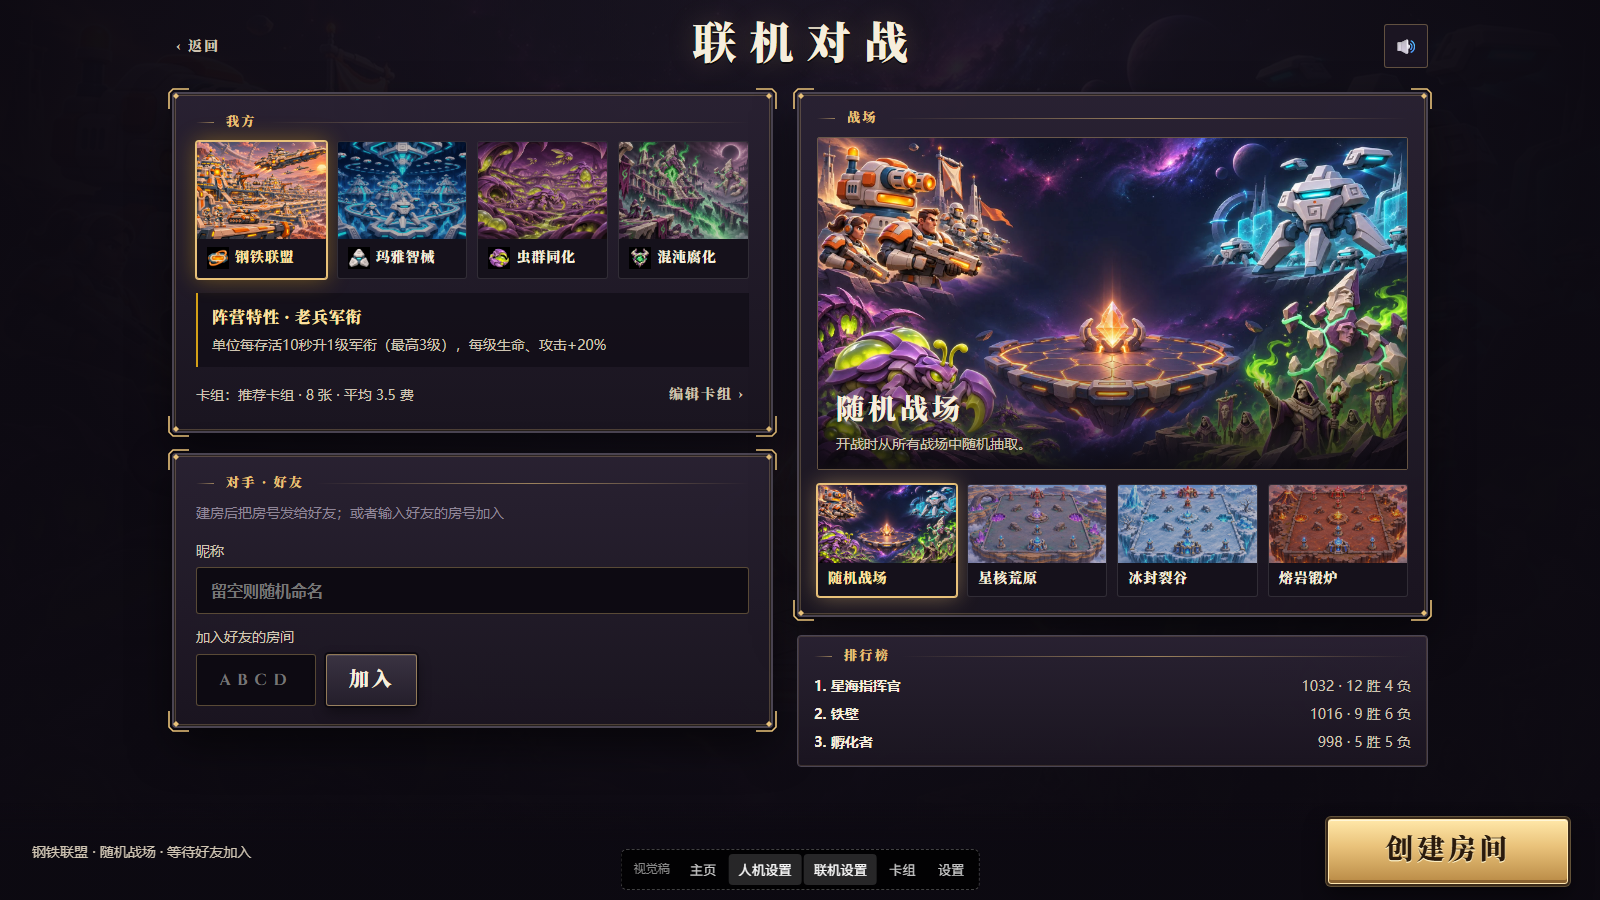 ‹ 返回
联机对战
我方
钢铁联盟
玛雅智械
虫群同化
混沌腐化
阵营特性 · 老兵军衔
单位每存活10秒升1级军衔（最高3级），每级生命、攻击+20%
卡组：推荐卡组 · 8 张 · 平均 3.5 费
编辑卡组 ›
对手 · 好友
建房后把房号发给好友；或者输入好友的房号加入
昵称
留空则随机命名
加入好友的房间
ABCD
加入
战场
随机战场
开战时从所有战场中随机抽取。
随机战场
星核荒原
冰封裂谷
熔岩锻炉
排行榜
1. 星海指挥官 1032 · 12 胜 4 负
2. 铁壁 1016 · 9 胜 6 负
3. 孵化者 998 · 5 胜 5 负
钢铁联盟 · 随机战场 · 等待好友加入
视觉稿 主页 人机设置 联机设置 卡组 设置
创建房间